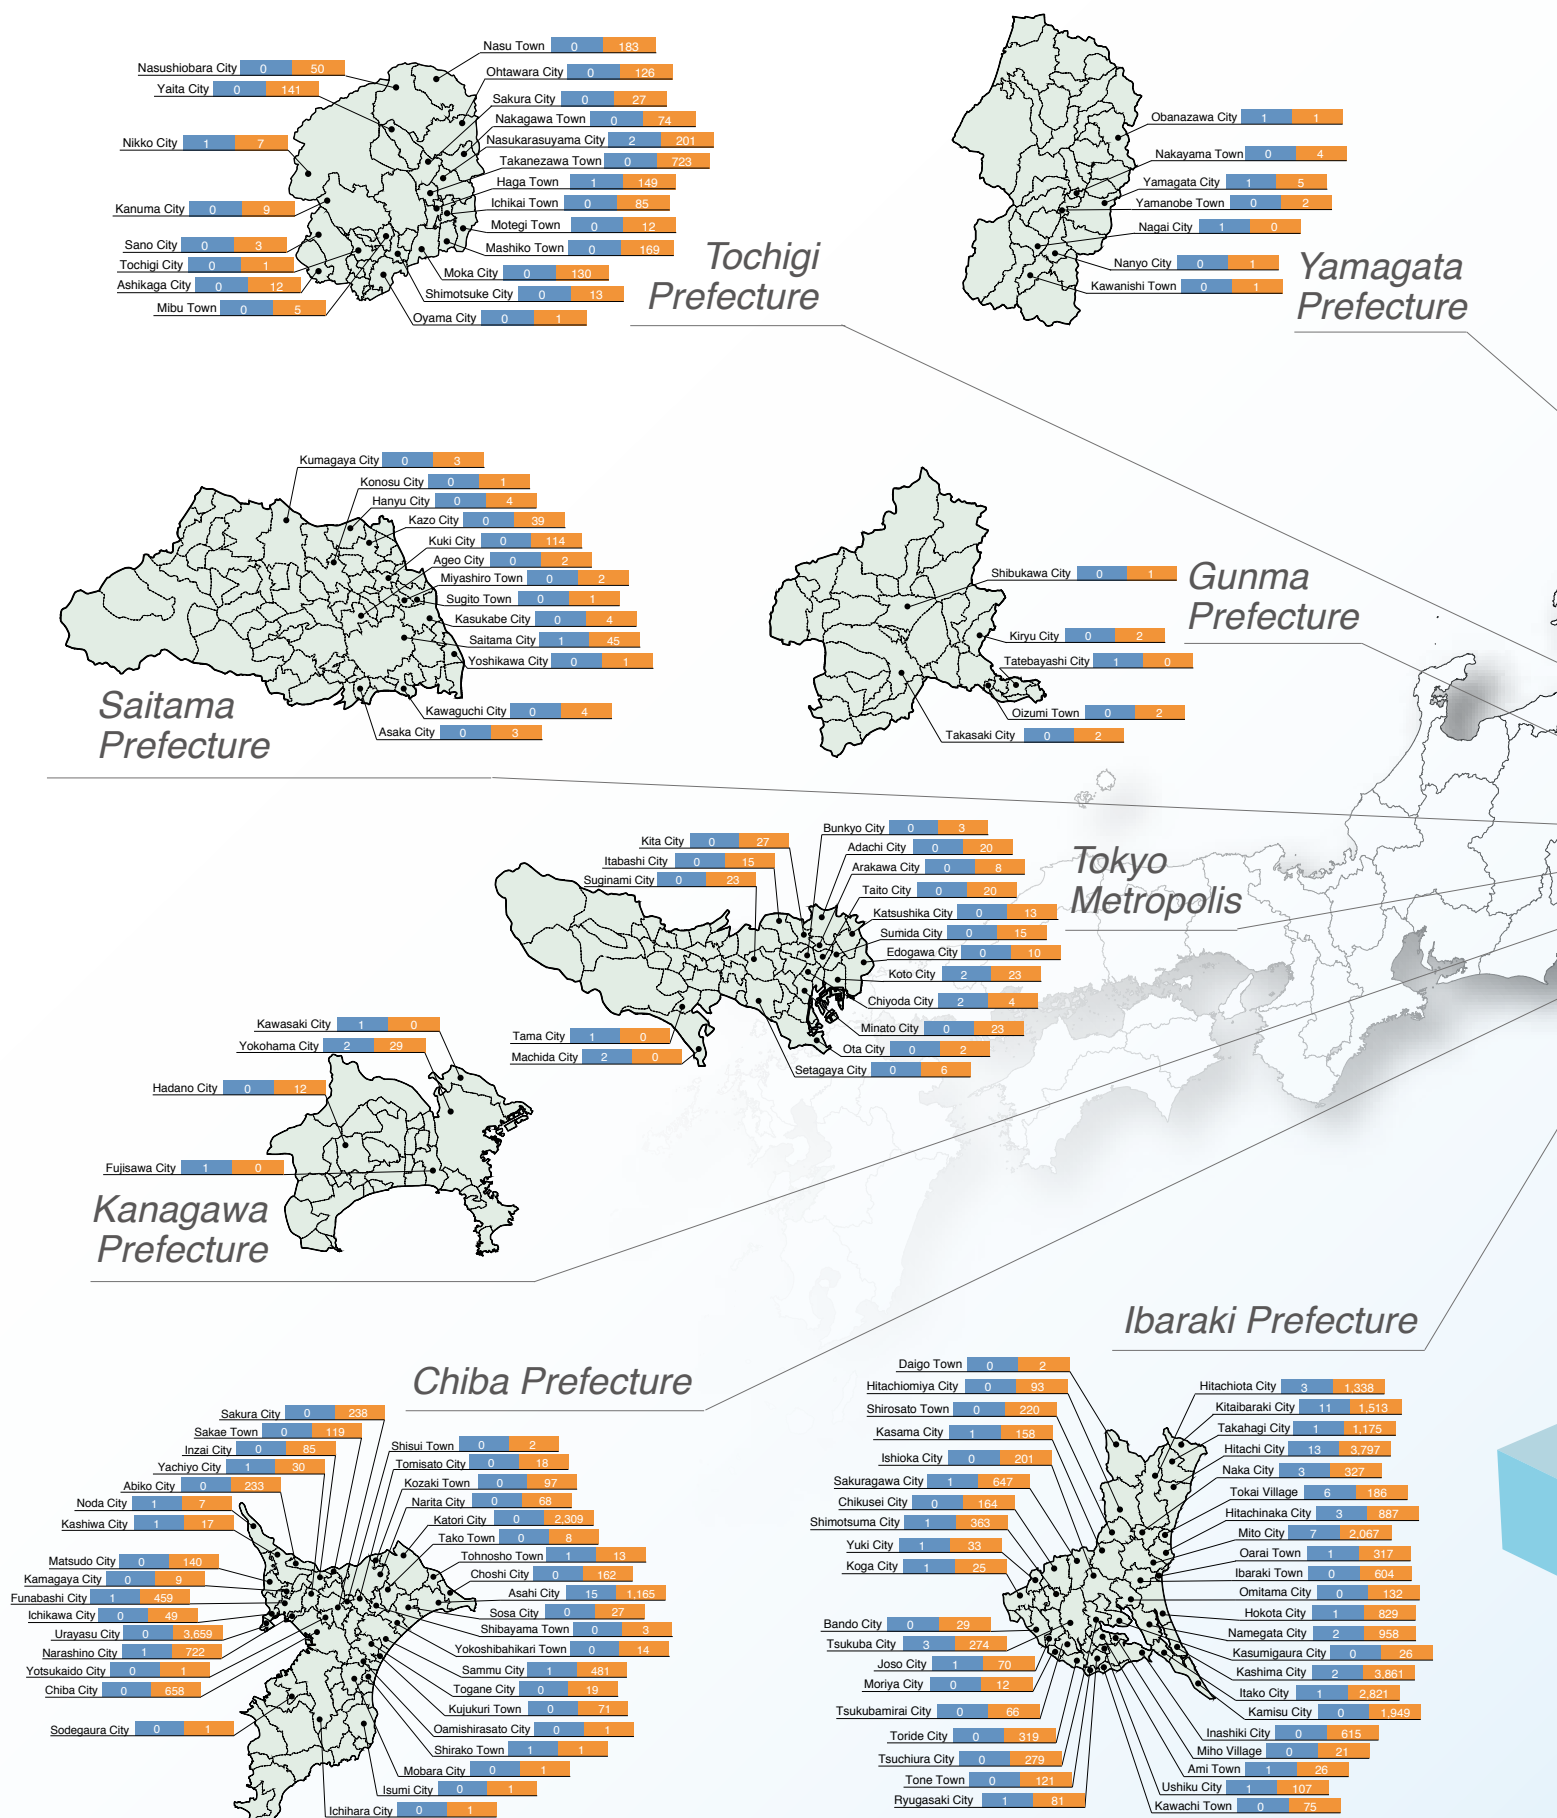 Nasu Town 0 183
Nasushiobara City 0 50
Ohtawara City 0 126
Yaita City 0 141
Sakura City 0 27
Nakagawa Town 0 74
Nikko City 1 7
Nasukarasuyama City 2 201
Takanezawa Town 0 723
Haga Town 1 149
Kanuma City 0 9
Ichikai Town 0 85
Motegi Town 0 12
Sano City 0 3
Mashiko Town 0 169
Tochigi City 0 1
Moka City 0 130
Ashikaga City 0 12
Shimotsuke City 0 13
Mibu Town 0 5
Oyama City 0 1
Tochigi
Prefecture
Obanazawa City 1 1
Nakayama Town 0 4
Yamagata City 1 5
Yamanobe Town 0 2
Nagai City 1 0
Nanyo City 0 1
Kawanishi Town 0 1
Yamagata
Prefecture
Kumagaya City 0 3
Konosu City 0 1
Hanyu City 0 4
Kazo City 0 39
Kuki City 0 114
Ageo City 0 2
Miyashiro Town 0 2
Sugito Town 0 1
Kasukabe City 0 4
Saitama City 1 45
Yoshikawa City 0 1
Kawaguchi City 0 4
Asaka City 0 3
Saitama
Prefecture
Shibukawa City 0 1
Kiryu City 0 2
Tatebayashi City 1 0
Oizumi Town 0 2
Takasaki City 0 2
Gunma
Prefecture
Kita City 0 27
Itabashi City 0 15
Suginami City 0 23
Bunkyo City 0 3
Adachi City 0 20
Arakawa City 0 8
Taito City 0 20
Katsushika City 0 13
Sumida City 0 15
Edogawa City 0 10
Koto City 2 23
Chiyoda City 2 4
Minato City 0 23
Ota City 0 2
Setagaya City 0 6
Tama City 1 0
Machida City 2 0
Tokyo
Metropolis
Kawasaki City 1 0
Yokohama City 2 29
Hadano City 0 12
Fujisawa City 1 0
Kanagawa
Prefecture
Chiba Prefecture
Sakura City 0 238
Sakae Town 0 119
Inzai City 0 85
Yachiyo City 1 30
Abiko City 0 233
Noda City 1 7
Kashiwa City 1 17
Matsudo City 0 140
Kamagaya City 0 9
Funabashi City 1 459
Ichikawa City 0 49
Urayasu City 0 3,659
Narashino City 1 722
Yotsukaido City 0 1
Chiba City 0 658
Sodegaura City 0 1
Shisui Town 0 2
Tomisato City 0 18
Kozaki Town 0 97
Narita City 0 68
Katori City 0 2,309
Tako Town 0 8
Tohnosho Town 1 13
Choshi City 0 162
Asahi City 15 1,165
Sosa City 0 27
Shibayama Town 0 3
Yokoshibahikari Town 0 14
Sammu City 1 481
Togane City 0 19
Kujukuri Town 0 71
Oamishirasato City 0 1
Shirako Town 1 1
Mobara City 0 1
Isumi City 0 1
Ichihara City 0 1
Ibaraki Prefecture
Daigo Town 0 2
Hitachiomiya City 0 93
Shirosato Town 0 220
Kasama City 1 158
Ishioka City 0 201
Sakuragawa City 1 647
Chikusei City 0 164
Shimotsuma City 1 363
Yuki City 1 33
Koga City 1 25
Bando City 0 29
Tsukuba City 3 274
Joso City 1 70
Moriya City 0 12
Tsukubamirai City 0 66
Toride City 0 319
Tsuchiura City 0 279
Tone Town 0 121
Ryugasaki City 1 81
Hitachiota City 3 1,338
Kitaibaraki City 11 1,513
Takahagi City 1 1,175
Hitachi City 13 3,797
Naka City 3 327
Tokai Village 6 186
Hitachinaka City 3 887
Mito City 7 2,067
Oarai Town 1 317
Ibaraki Town 0 604
Omitama City 0 132
Hokota City 1 829
Namegata City 2 958
Kasumigaura City 0 26
Kashima City 2 3,861
Itako City 1 2,821
Kamisu City 0 1,949
Inashiki City 0 615
Miho Village 0 21
Ami Town 1 26
Ushiku City 1 107
Kawachi Town 0 75